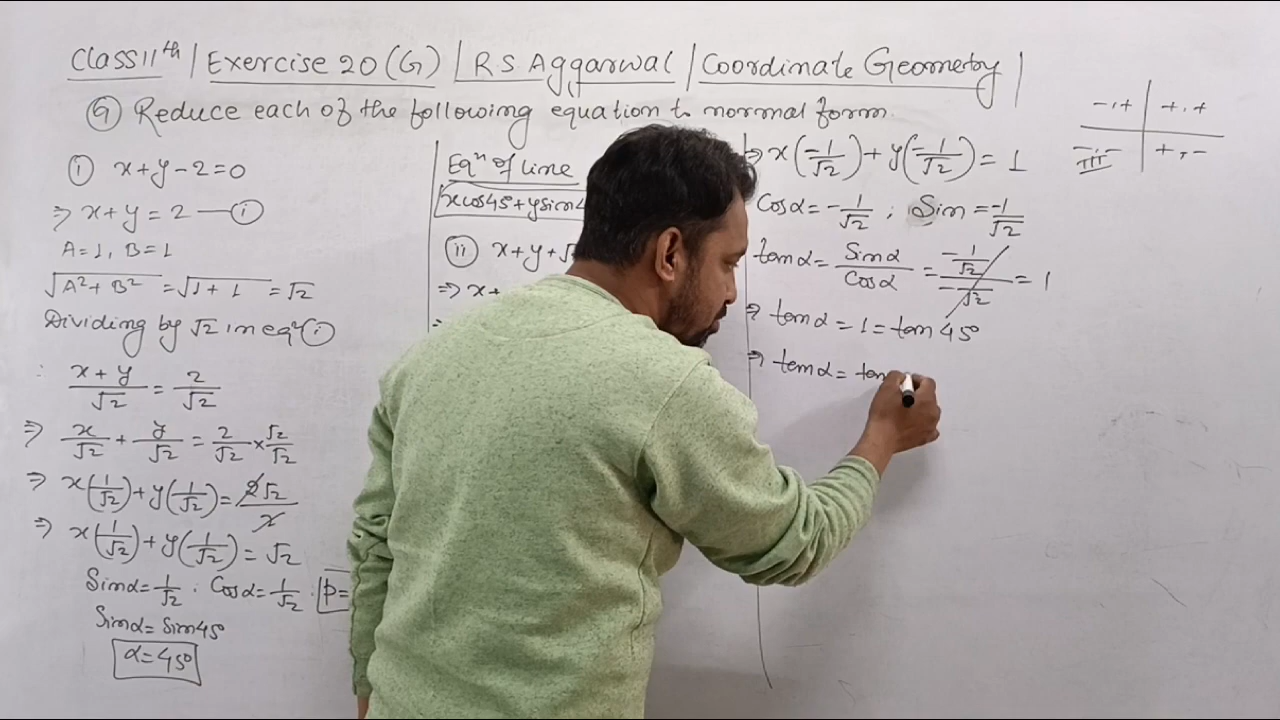 Class 11th | Exercise 20 (G) | R S Aggarwal | Coordinate Geometry |
Q Reduce each of the following equation to normal form.
(i) x + y - 2 = 0
⇒ x + y = 2 — (i)
A = 1, B = 1
√A² + B² = √1 + 1 = √2
Dividing by √2 in eqⁿ (i)
x + y / √2 = 2 / √2
⇒ x/√2 + y/√2 = 2/√2 × √2/√2
⇒ x(1/√2) + y(1/√2) = 2√2/2
⇒ x(1/√2) + y(1/√2) = √2
Sinα = 1/√2 : Cosα = 1/√2 : p =
Sinα = Sin45°
α = 45°
Eqⁿ of line
xcos45° + ysin4
(ii) x + y + √
⇒ x +
⇒ x(-1/√2) + y(-1/√2) = 1
Cosα = -1/√2 ; Sin = -1/√2
tanα = Sinα/Cosα = -1/√2 / -1/√2 = 1
⇒ tanα = 1 = tan 45°
⇒ tanα = tan
-, +
+, +
-, -
III
+, -